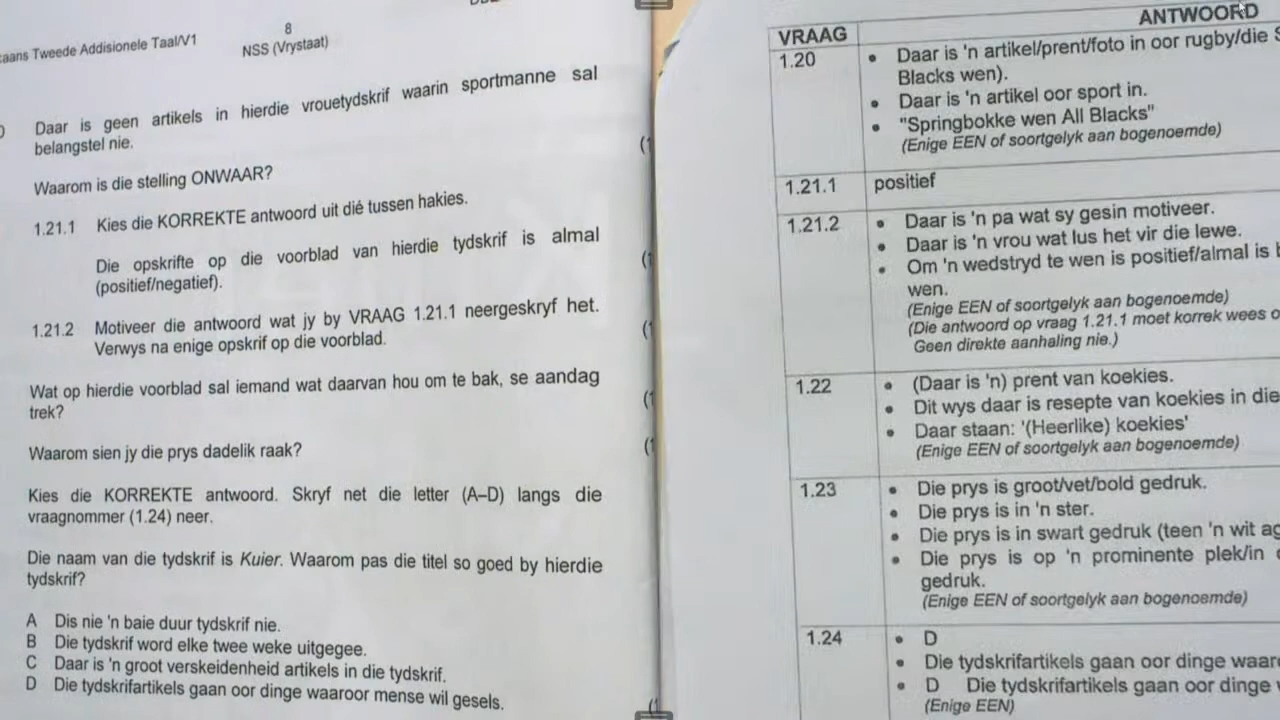 Tweede Addisionele Taal/V1
8
NSS (Vrystaat)
Daar is geen artikels in hierdie vrouetydskrif waarin sportmanne sal
belangstel nie.
Waarom is die stelling ONWAAR?
1.21.1 Kies die KORREKTE antwoord uit dié tussen hakies.
Die opskrifte op die voorblad van hierdie tydskrif is almal
(positief/negatief).
1.21.2 Motiveer die antwoord wat jy by VRAAG 1.21.1 neergeskryf het.
Verwys na enige opskrif op die voorblad.
Wat op hierdie voorblad sal iemand wat daarvan hou om te bak, se aandag
trek?
Waarom sien jy die prys dadelik raak?
Kies die KORREKTE antwoord. Skryf net die letter (A–D) langs die
vraagnommer (1.24) neer.
Die naam van die tydskrif is Kuier. Waarom pas die titel so goed by hierdie
tydskrif?
A Dis nie 'n baie duur tydskrif nie.
B Die tydskrif word elke twee weke uitgegee.
C Daar is 'n groot verskeidenheid artikels in die tydskrif.
D Die tydskrifartikels gaan oor dinge waaroor mense wil gesels.
VRAAG ANTWOORD
1.20 • Daar is 'n artikel/prent/foto in oor rugby/die
Blacks wen).
• Daar is 'n artikel oor sport in.
• "Springbokke wen All Blacks"
(Enige EEN of soortgelyk aan bogenoemde)
1.21.1 positief
1.21.2 • Daar is 'n pa wat sy gesin motiveer.
• Daar is 'n vrou wat lus het vir die lewe.
• Om 'n wedstryd te wen is positief/almal is
wen.
(Enige EEN of soortgelyk aan bogenoemde)
(Die antwoord op vraag 1.21.1 moet korrek wees
Geen direkte aanhaling nie.)
1.22 • (Daar is 'n) prent van koekies.
• Dit wys daar is resepte van koekies in die
• Daar staan: '(Heerlike) koekies'
(Enige EEN of soortgelyk aan bogenoemde)
1.23 • Die prys is groot/vet/bold gedruk.
• Die prys is in 'n ster.
• Die prys is in swart gedruk (teen 'n wit
• Die prys is op 'n prominente plek/in
gedruk.
(Enige EEN of soortgelyk aan bogenoemde)
1.24 • D
• Die tydskrifartikels gaan oor dinge
• D Die tydskrifartikels gaan oor dinge
(Enige EEN)